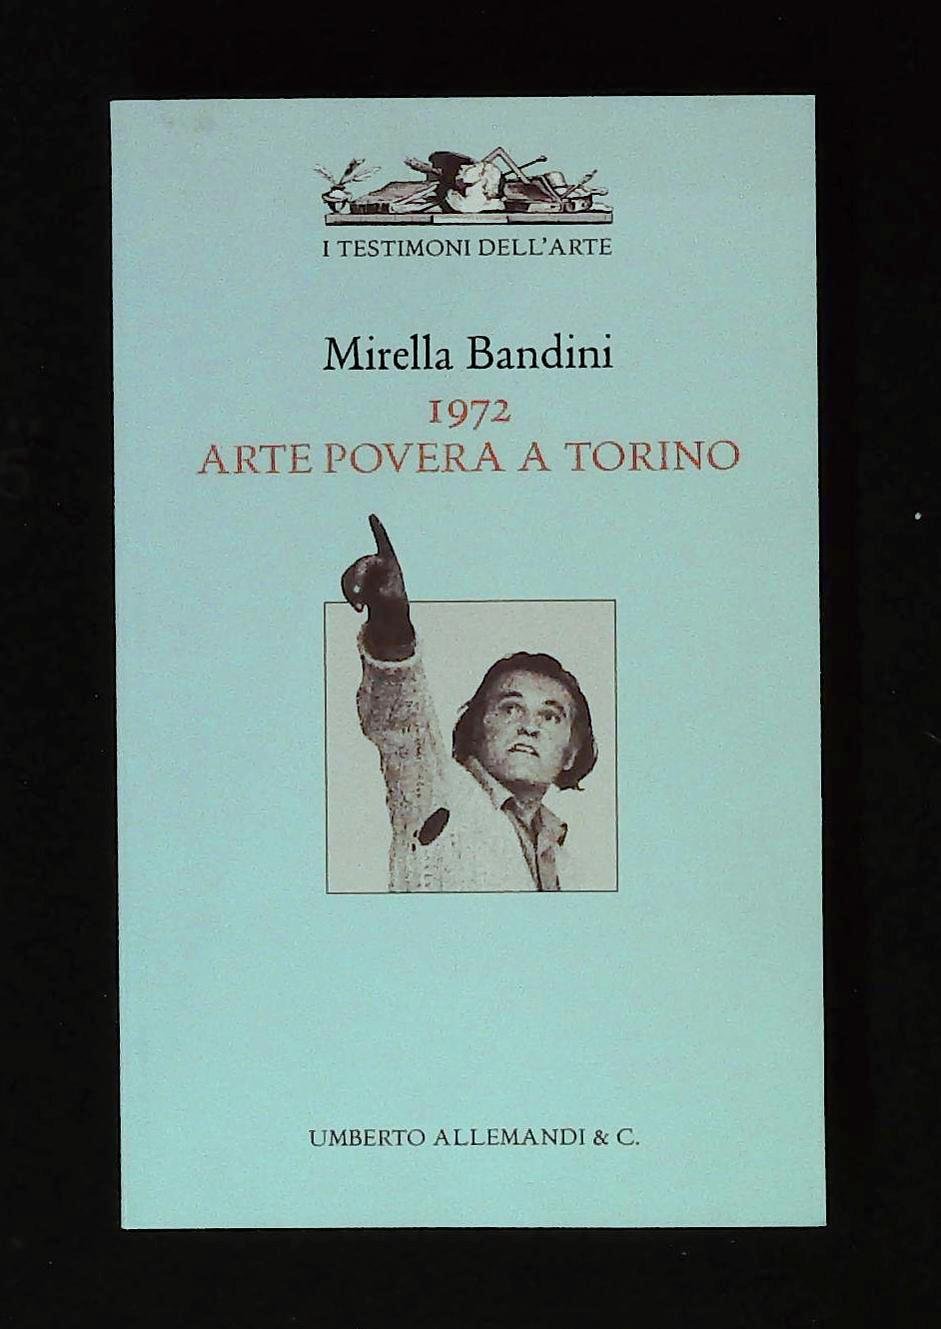 I TESTIMONI DELL'ARTE
Mirella Bandini
1972
ARTE POVERA A TORINO
UMBERTO ALLEMANDI & C.